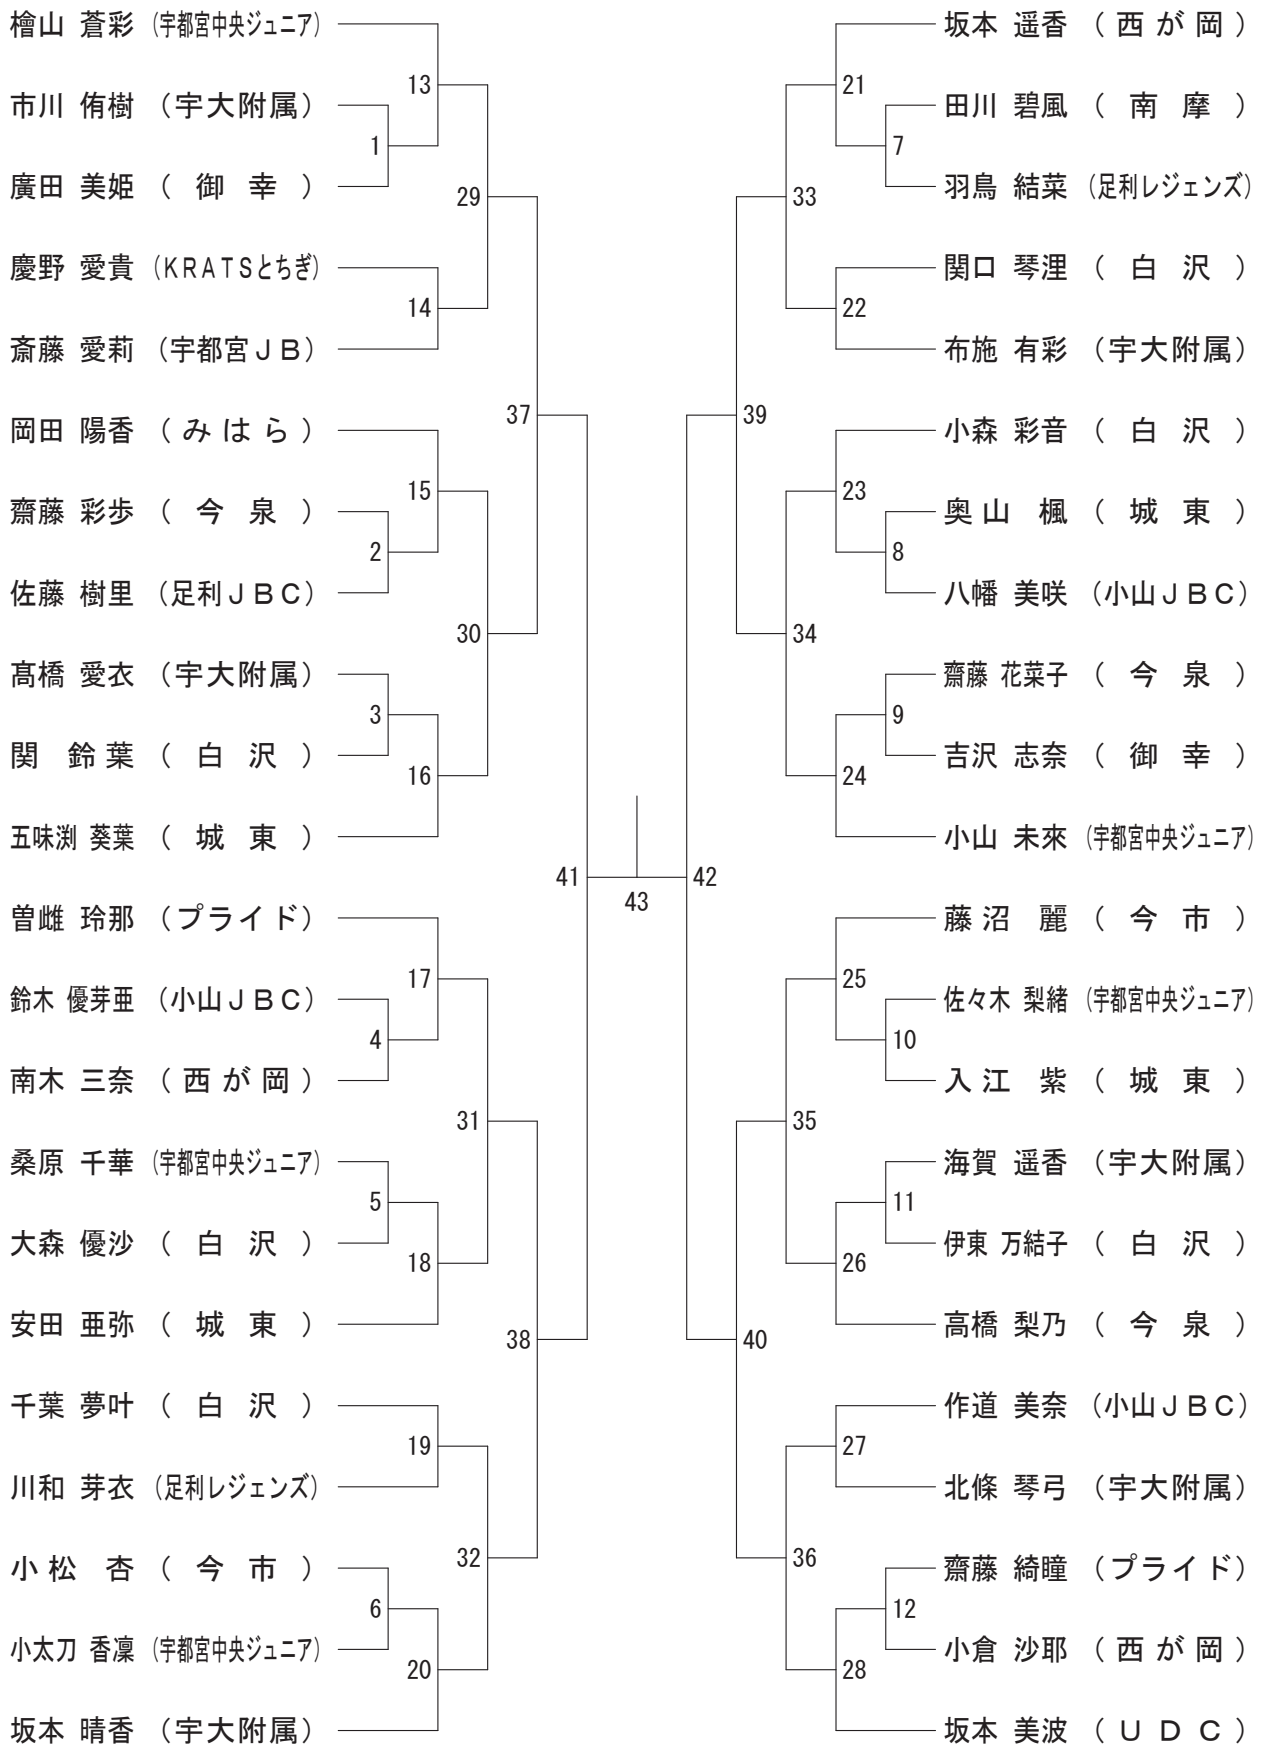 檜山 蒼彩 (宇都宮中央ジュニア)
市川 侑樹 (宇大附属)
廣田 美姫 (御幸)
慶野 愛貴 (KRATSとちぎ)
斎藤 愛莉 (宇都宮JB)
岡田 陽香 (みはら)
齋藤 彩歩 (今泉)
佐藤 樹里 (足利JBC)
髙橋 愛衣 (宇大附属)
関 鈴葉 (白沢)
五味渕 葵葉 (城東)
曽雌 玲那 (プライド)
鈴木 優芽亜 (小山JBC)
南木 三奈 (西が岡)
桑原 千華 (宇都宮中央ジュニア)
大森 優沙 (白沢)
安田 亜弥 (城東)
千葉 夢叶 (白沢)
川和 芽衣 (足利レジェンズ)
小松 杏 (今市)
小太刀 香凜 (宇都宮中央ジュニア)
坂本 晴香 (宇大附属)
1
2
3
4
5
6
13
14
15
16
17
18
19
20
29
30
31
32
37
38
41
43
42
39
40
33
34
35
36
21
22
23
24
25
26
27
28
7
8
9
10
11
12
坂本 遥香 (西が岡)
田川 碧風 (南摩)
羽鳥 結菜 (足利レジェンズ)
関口 琴浬 (白沢)
布施 有彩 (宇大附属)
小森 彩音 (白沢)
奥山 楓 (城東)
八幡 美咲 (小山JBC)
齋藤 花菜子 (今泉)
吉沢 志奈 (御幸)
小山 未來 (宇都宮中央ジュニア)
藤沼 麗 (今市)
佐々木 梨緒 (宇都宮中央ジュニア)
入江 紫 (城東)
海賀 遥香 (宇大附属)
伊東 万結子 (白沢)
高橋 梨乃 (今泉)
作道 美奈 (小山JBC)
北條 琴弓 (宇大附属)
齋藤 綺瞳 (プライド)
小倉 沙耶 (西が岡)
坂本 美波 (UDC)